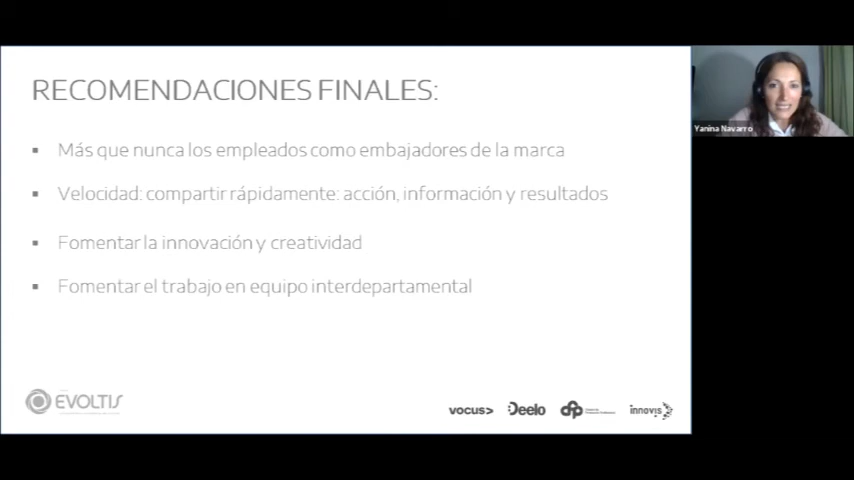 RECOMENDACIONES FINALES:
▪ Más que nunca los empleados como embajadores de la marca
▪ Velocidad: compartir rápidamente: acción, información y resultados
▪ Fomentar la innovación y creatividad
▪ Fomentar el trabajo en equipo interdepartamental
Yanina Navarro
EVOLTIS
vocus> Deelo cfp innovis